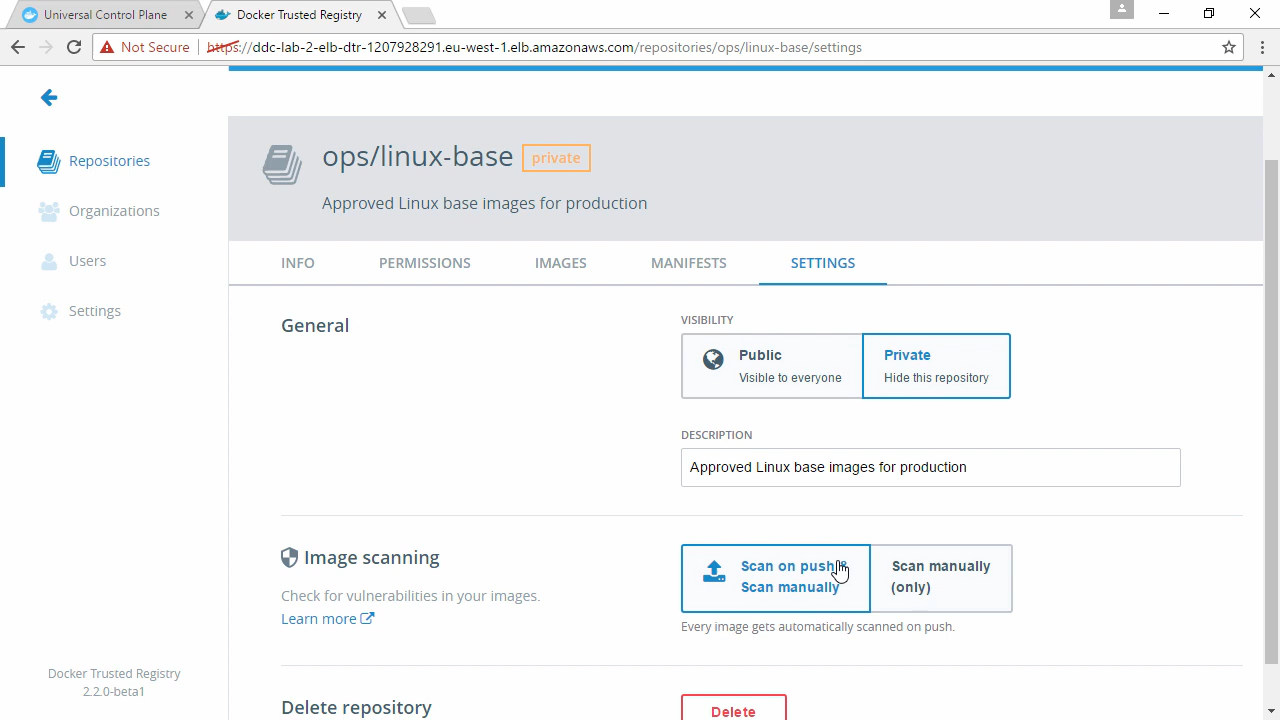 Universal Control Plane
Docker Trusted Registry
Not Secure
https://ddc-lab-2-elb-dtr-1207928291.eu-west-1.elb.amazonaws.com/repositories/ops/linux-base/settings
Repositories
Organizations
Users
Settings
Docker Trusted Registry
2.2.0-beta1
ops/linux-base
private
Approved Linux base images for production
INFO
PERMISSIONS
IMAGES
MANIFESTS
SETTINGS
General
VISIBILITY
Public
Visible to everyone
Private
Hide this repository
DESCRIPTION
Approved Linux base images for production
Image scanning
Check for vulnerabilities in your images.
Learn more
Scan on push
Scan manually
Scan manually
(only)
Every image gets automatically scanned on push.
Delete repository
Delete